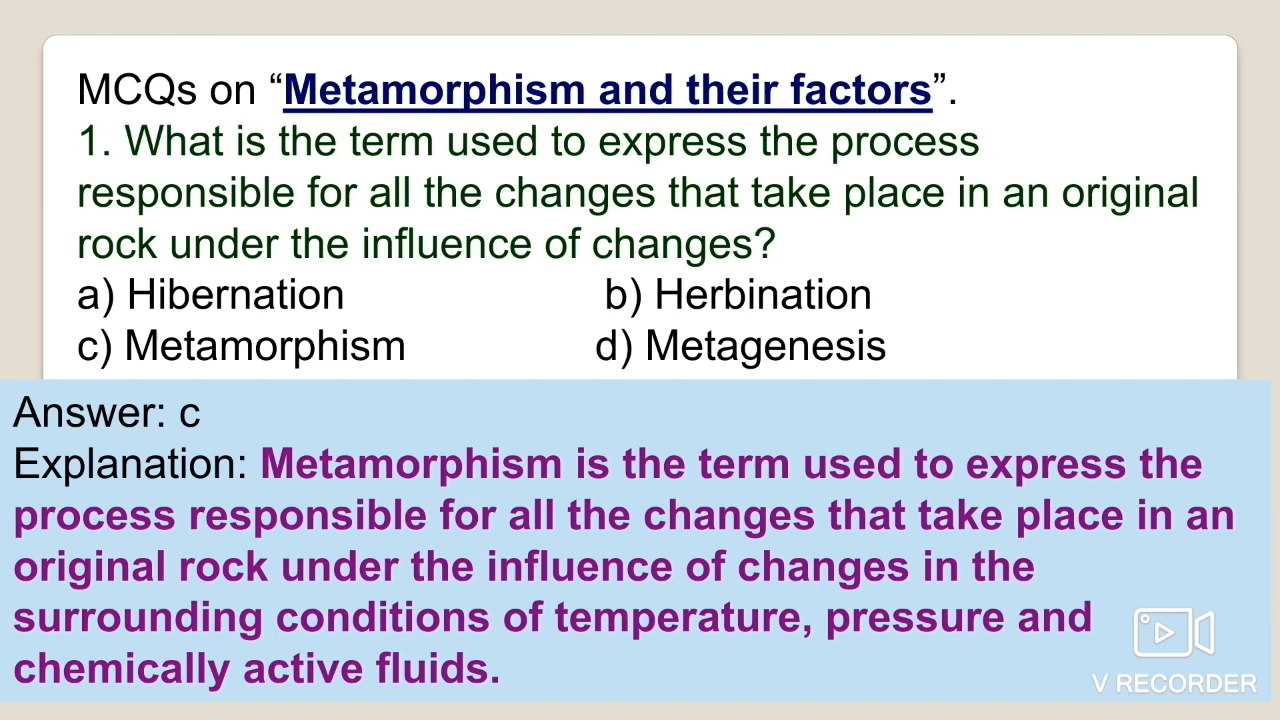 MCQs on “Metamorphism and their factors”.
1. What is the term used to express the process
responsible for all the changes that take place in an original
rock under the influence of changes?
a) Hibernation b) Herbination
c) Metamorphism d) Metagenesis
Answer: c
Explanation: Metamorphism is the term used to express the
process responsible for all the changes that take place in an
original rock under the influence of changes in the
surrounding conditions of temperature, pressure and
chemically active fluids.
V RECORDER